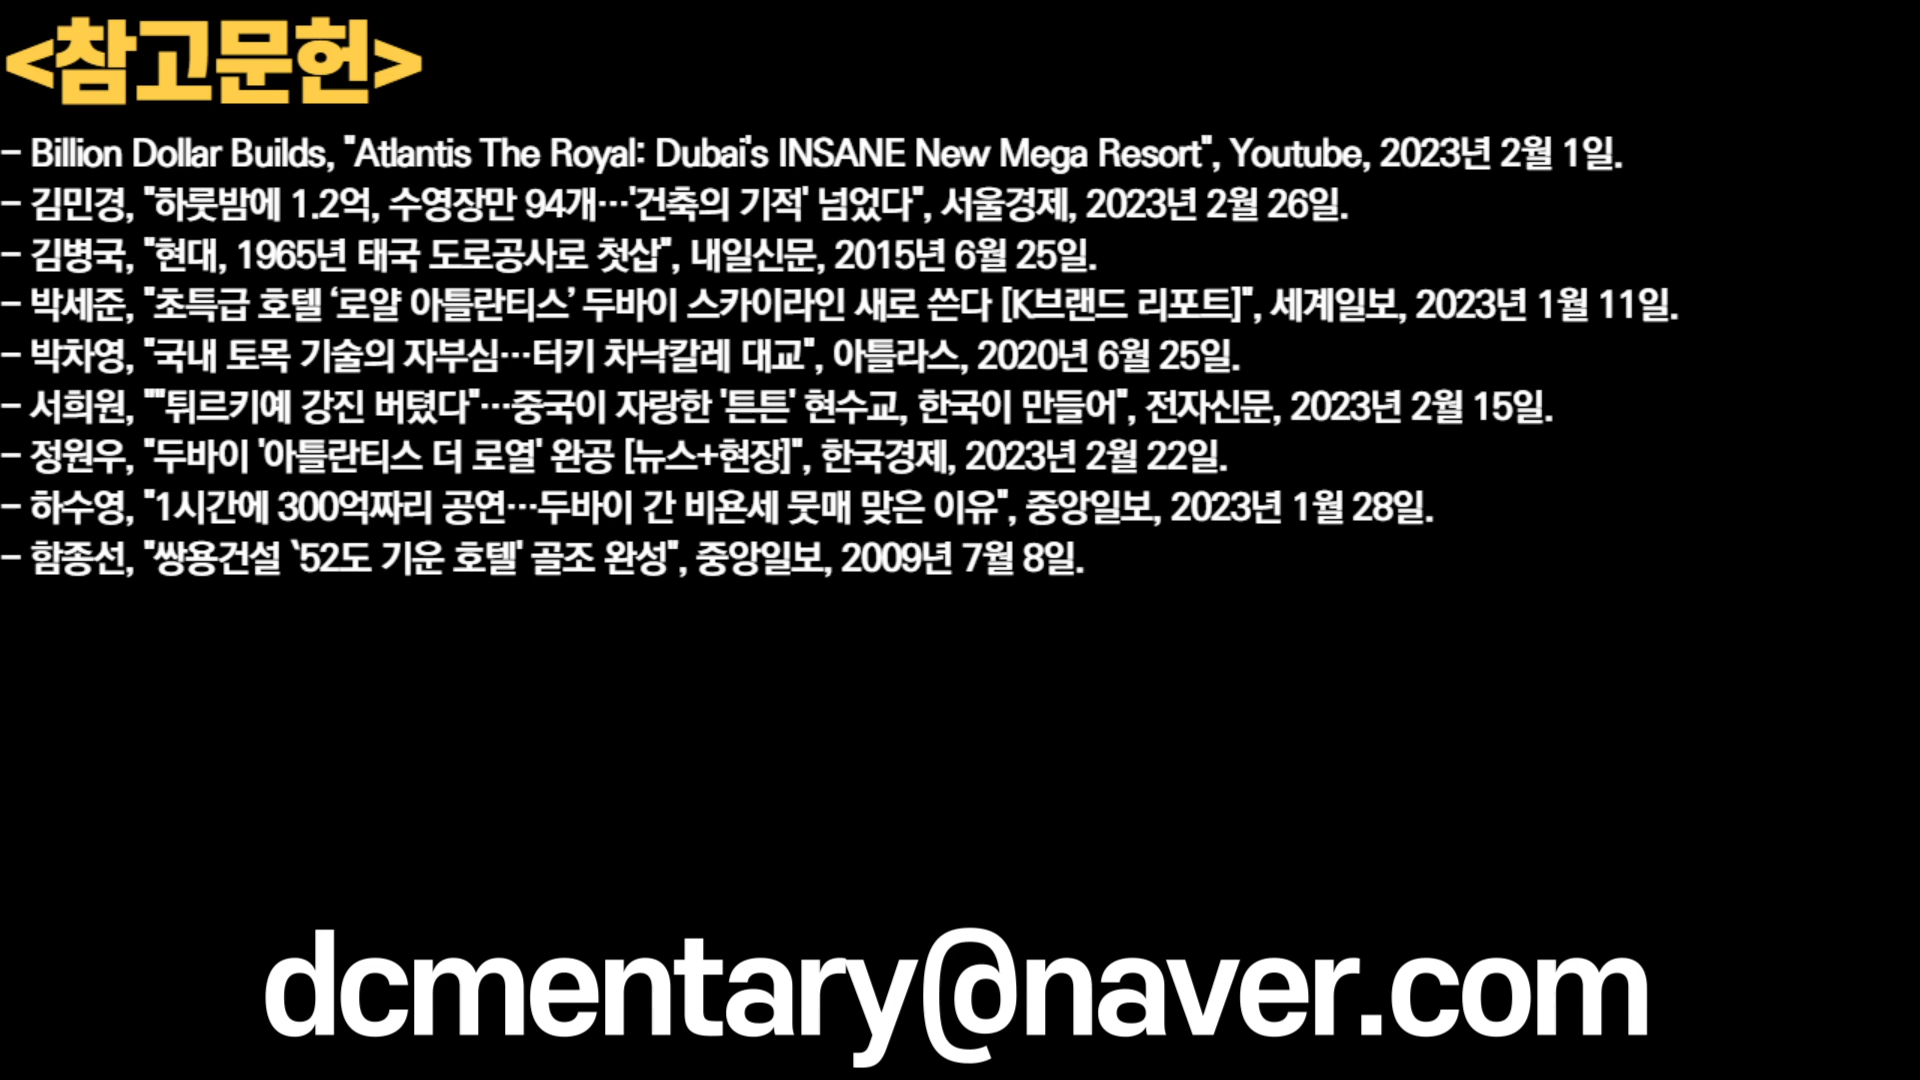 <참고문헌>
- Billion Dollar Builds, "Atlantis The Royal: Dubai's INSANE New Mega Resort", Youtube, 2023년 2월 1일.
- 김민경, "하룻밤에 1.2억, 수영장만 94개…'건축의 기적' 넘었다", 서울경제, 2023년 2월 26일.
- 김병국, "현대, 1965년 태국 도로공사로 첫삽", 내일신문, 2015년 6월 25일.
- 박세준, "초특급 호텔 ‘로얄 아틀란티스’ 두바이 스카이라인 새로 쓴다 [K브랜드 리포트]", 세계일보, 2023년 1월 11일.
- 박차영, "국내 토목 기술의 자부심…터키 차낙칼레 대교", 아틀라스, 2020년 6월 25일.
- 서희원, ""튀르키예 강진 버텼다"…중국이 자랑한 '튼튼' 현수교, 한국이 만들어", 전자신문, 2023년 2월 15일.
- 정원우, "두바이 '아틀란티스 더 로열' 완공 [뉴스+현장]", 한국경제, 2023년 2월 22일.
- 하수영, "1시간에 300억짜리 공연…두바이 간 비욘세 뭇매 맞은 이유", 중앙일보, 2023년 1월 28일.
- 함종선, "쌍용건설 `52도 기운 호텔' 골조 완성", 중앙일보, 2009년 7월 8일.
dcmentary@naver.com